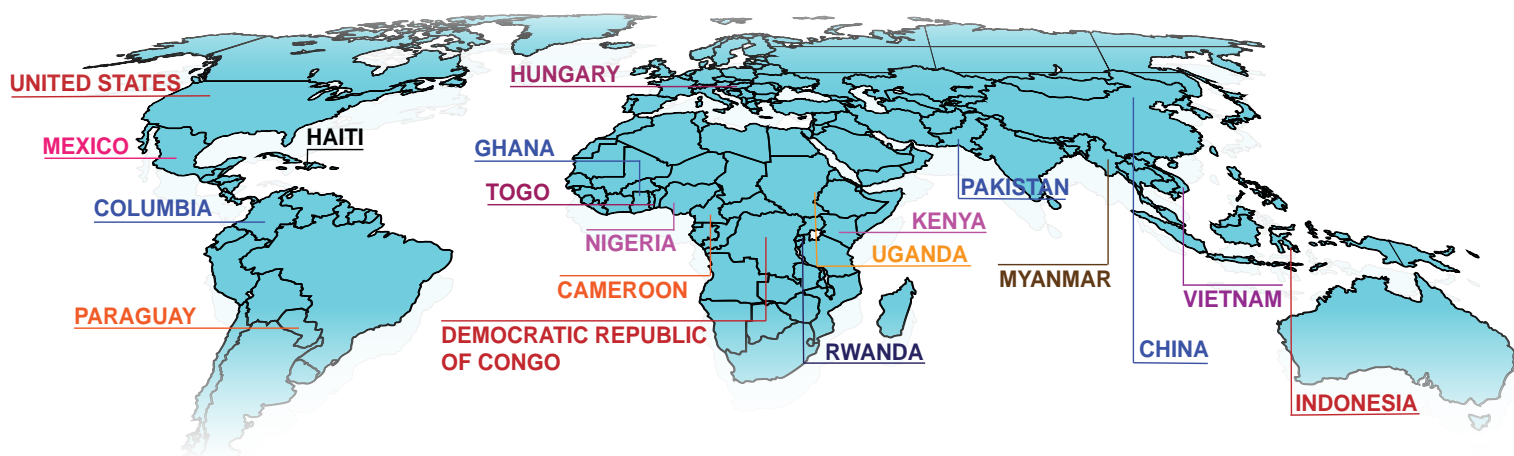 UNITED STATES
HUNGARY
MEXICO
HAITI
GHANA
COLUMBIA
TOGO
PAKISTAN
NIGERIA
KENYA
UGANDA
CAMEROON
MYANMAR
VIETNAM
PARAGUAY
DEMOCRATIC REPUBLIC
OF CONGO
RWANDA
CHINA
INDONESIA